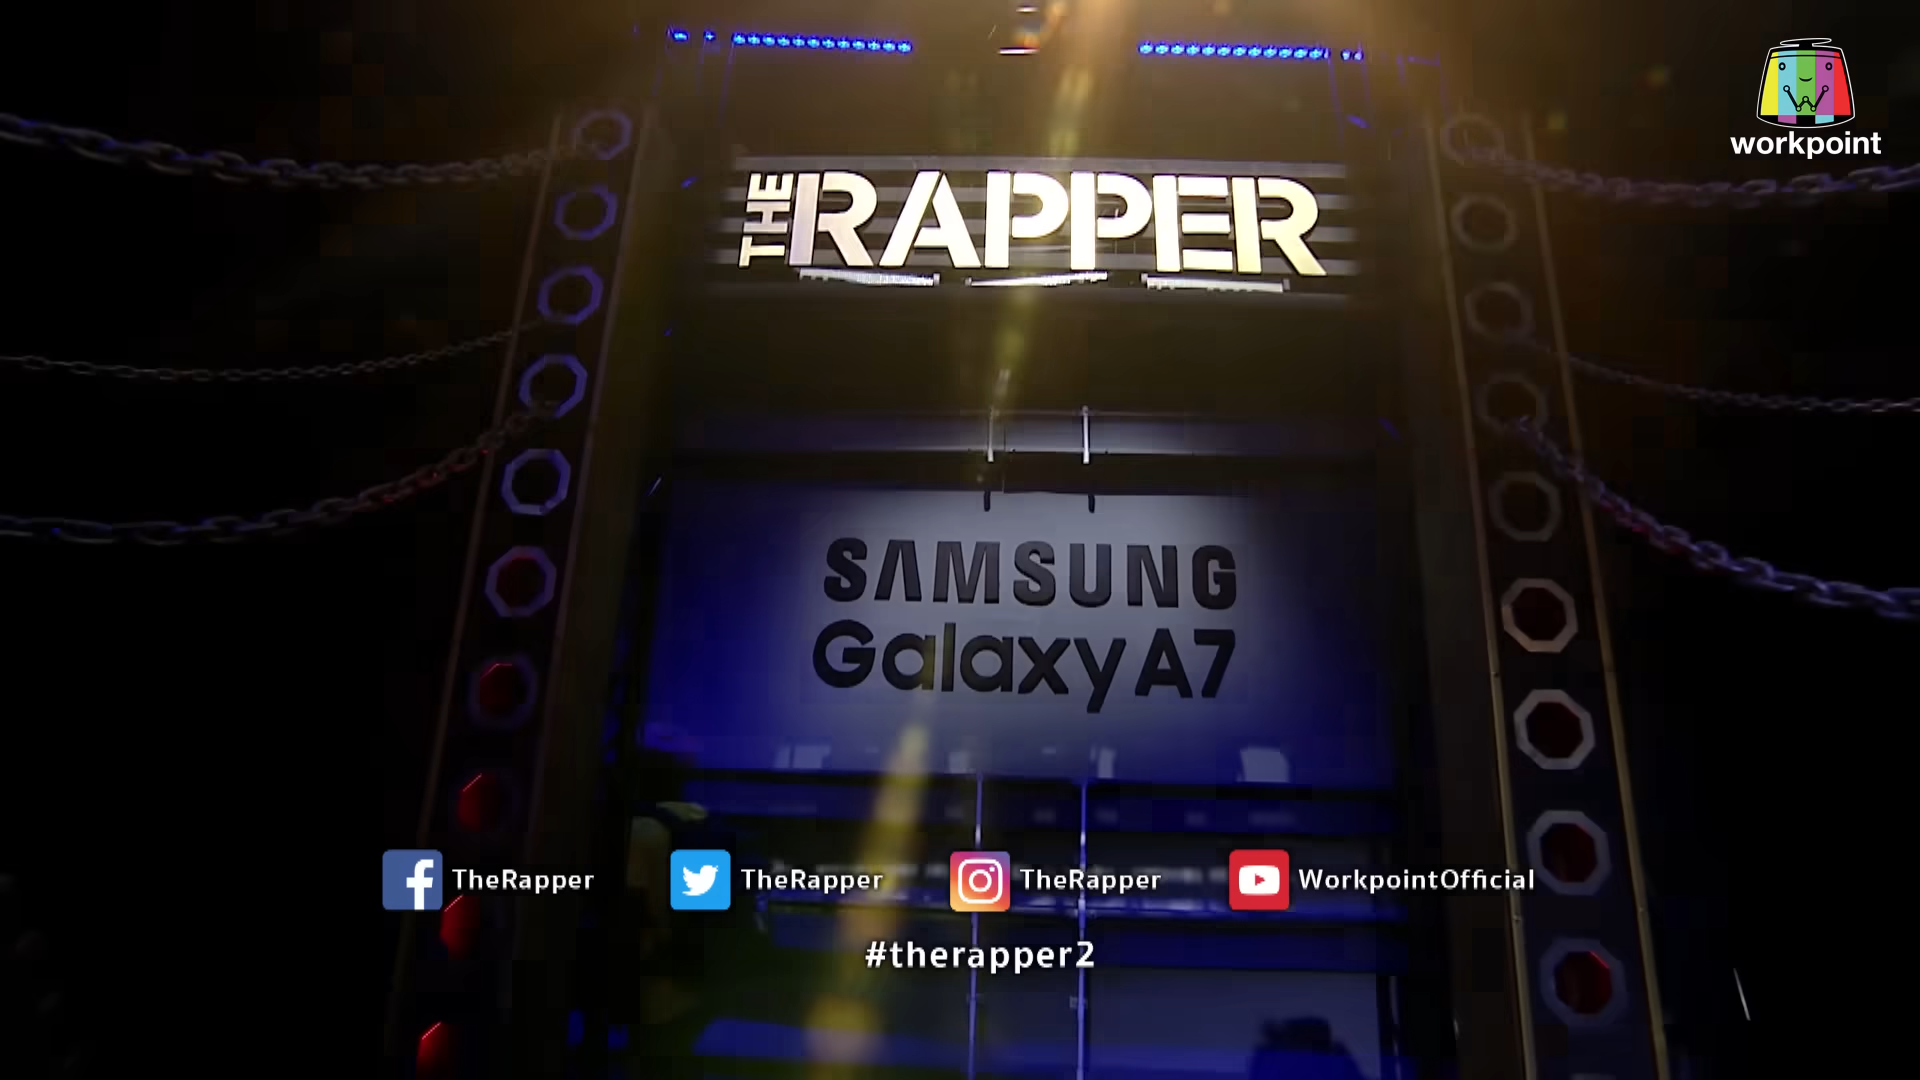 workpoint
THE RAPPER
SAMSUNG
Galaxy A7
TheRapper
TheRapper
TheRapper
WorkpointOfficial
#therapper2